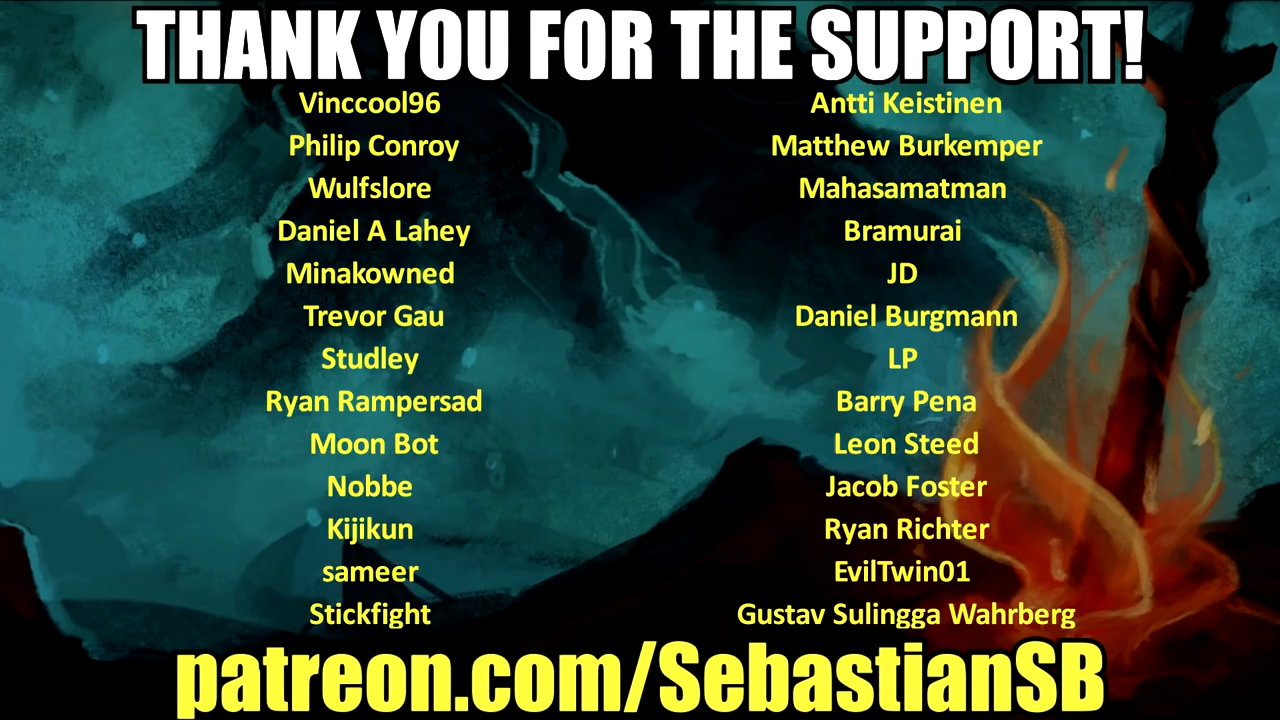 THANK YOU FOR THE SUPPORT!
Vinccool96
Philip Conroy
Wulfslore
Daniel A Lahey
Minakowned
Trevor Gau
Studley
Ryan Rampersad
Moon Bot
Nobbe
Kijikun
sameer
Stickfight
Antti Keistinen
Matthew Burkemper
Mahasamatman
Bramurai
JD
Daniel Burgmann
LP
Barry Pena
Leon Steed
Jacob Foster
Ryan Richter
EvilTwin01
Gustav Sulingga Wahrberg
patreon.com/SebastianSB